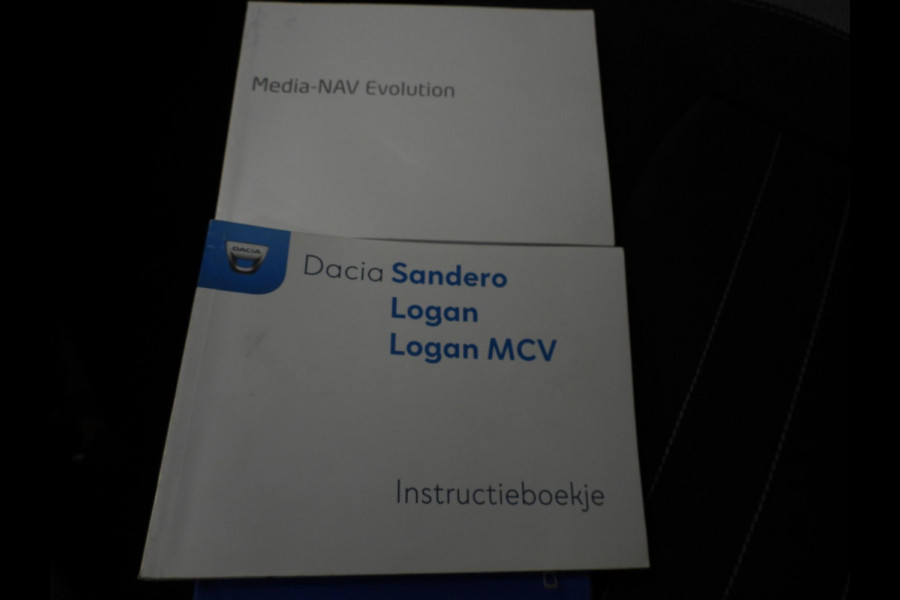 Media-NAV Evolution
DACIA
Dacia Sandero
Logan
Logan MCV
Instructieboekje